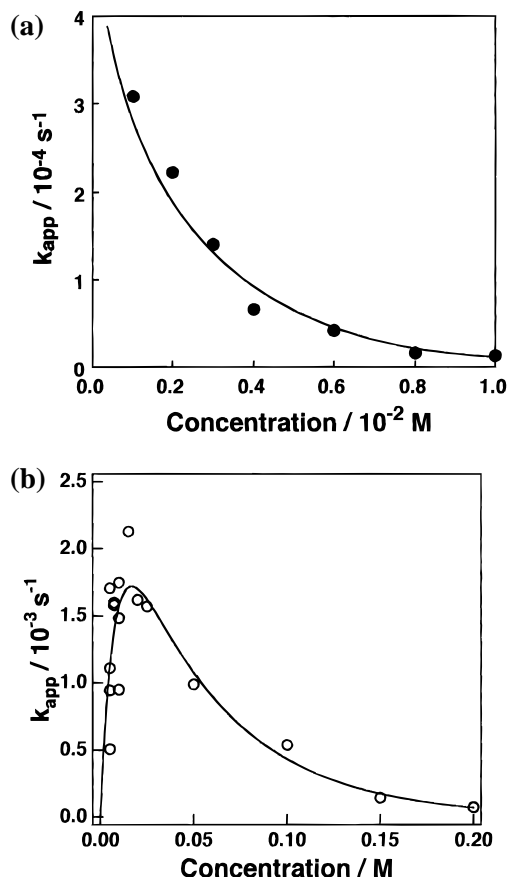 (a)
4
3
2
1
0
k_app / 10^-4 s^-1
0.0 0.2 0.4 0.6 0.8 1.0
Concentration / 10^-2 M
(b)
2.5
2.0
1.5
1.0
0.5
0.0
k_app / 10^-3 s^-1
0.00 0.05 0.10 0.15 0.20
Concentration / M